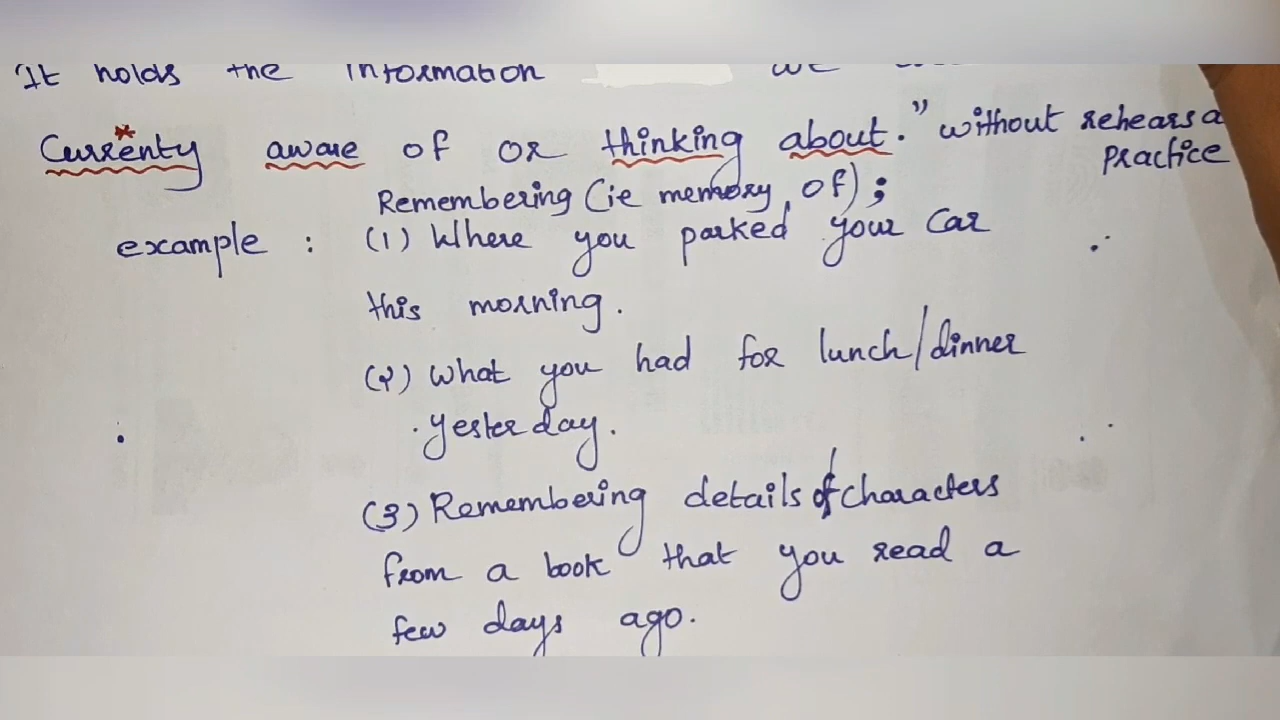 "It holds the information we
Currenty aware of or thinking about." without rehearsa
practice
Remembering (ie memory of);
example : (1) Where you parked your Car
this morning.
(2) What you had for lunch/dinner
yesterday.
(3) Remembering details of characters
from a book that you read a
few days ago.